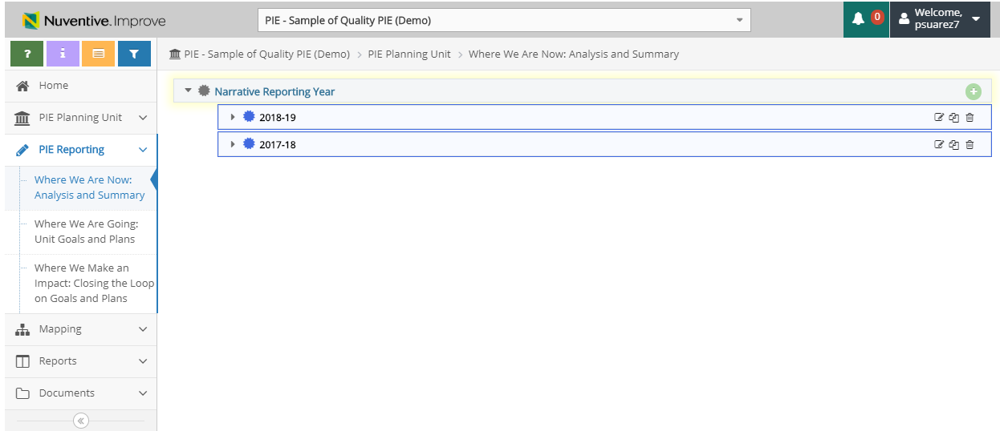 Nuventive.Improve
PIE - Sample of Quality PIE (Demo)
0
Welcome,
psuarez7
?
i
PIE - Sample of Quality PIE (Demo) > PIE Planning Unit > Where We Are Now: Analysis and Summary
Home
PIE Planning Unit
PIE Reporting
Where We Are Now:
Analysis and Summary
Where We Are Going:
Unit Goals and Plans
Where We Make an
Impact: Closing the Loop
on Goals and Plans
Mapping
Reports
Documents
Narrative Reporting Year
2018-19
2017-18